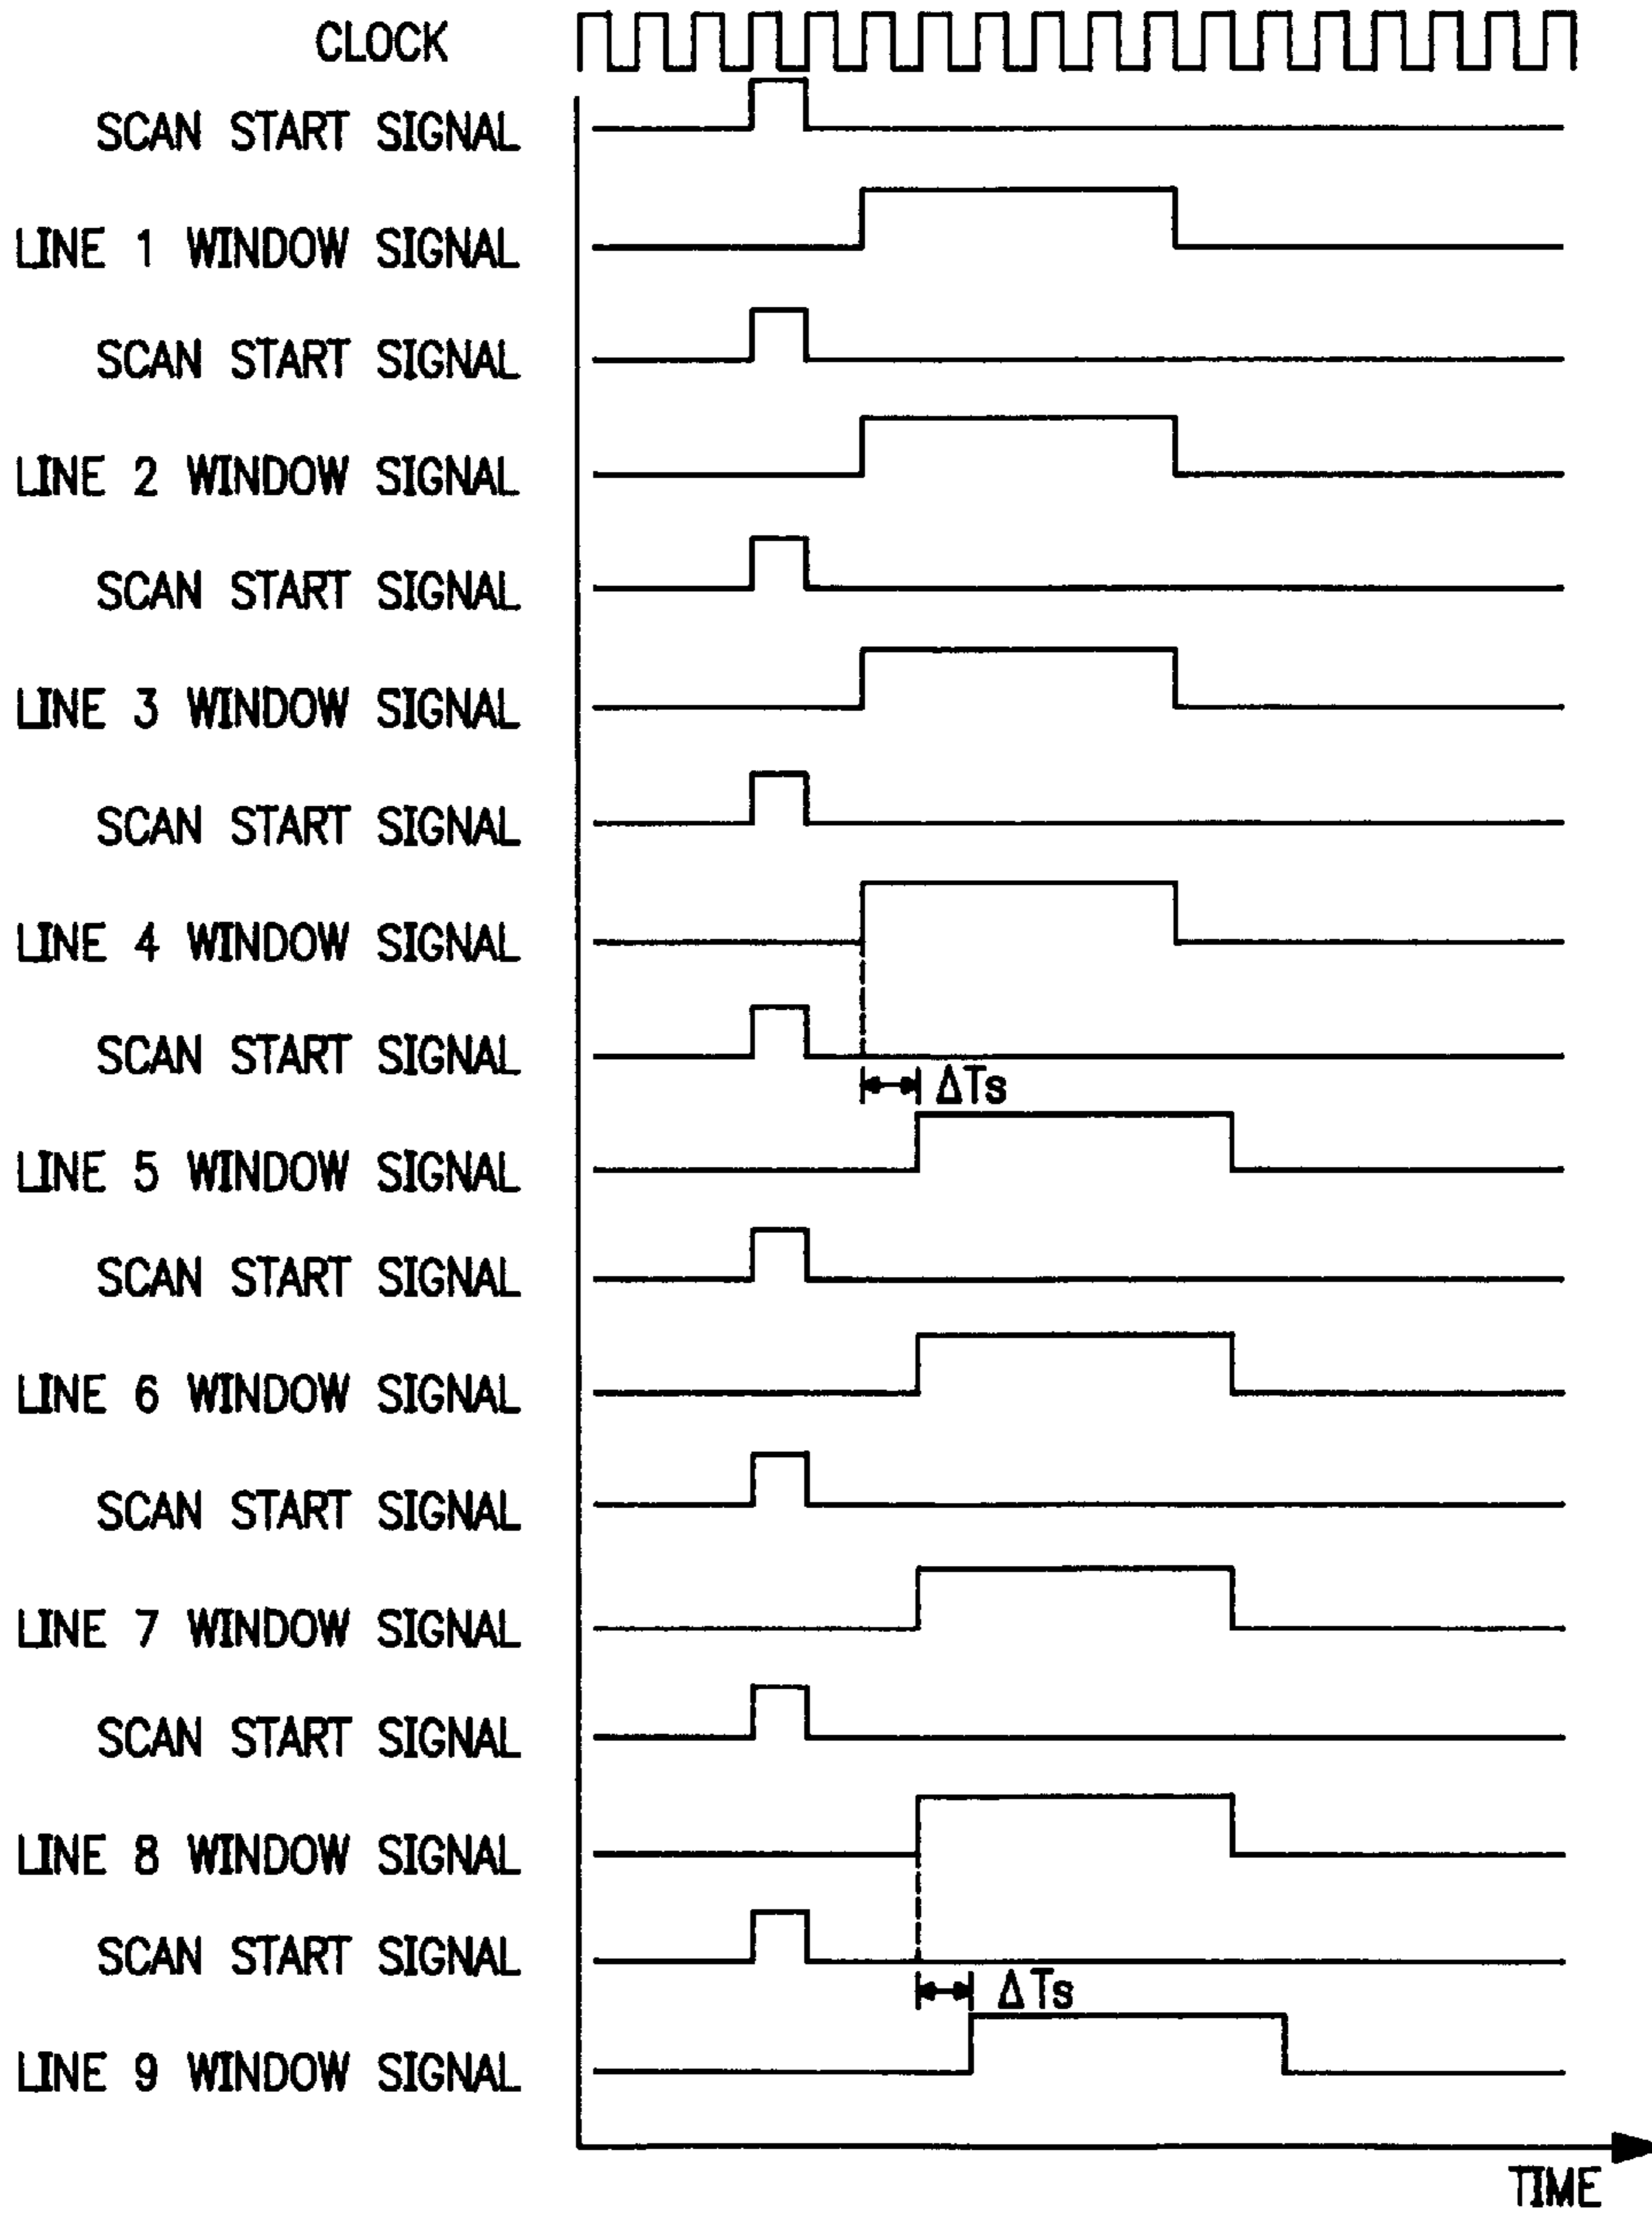 CLOCK
SCAN START SIGNAL
LINE 1 WINDOW SIGNAL
SCAN START SIGNAL
LINE 2 WINDOW SIGNAL
SCAN START SIGNAL
LINE 3 WINDOW SIGNAL
SCAN START SIGNAL
LINE 4 WINDOW SIGNAL
SCAN START SIGNAL
ΔTs
LINE 5 WINDOW SIGNAL
SCAN START SIGNAL
LINE 6 WINDOW SIGNAL
SCAN START SIGNAL
LINE 7 WINDOW SIGNAL
SCAN START SIGNAL
LINE 8 WINDOW SIGNAL
SCAN START SIGNAL
ΔTs
LINE 9 WINDOW SIGNAL
TIME